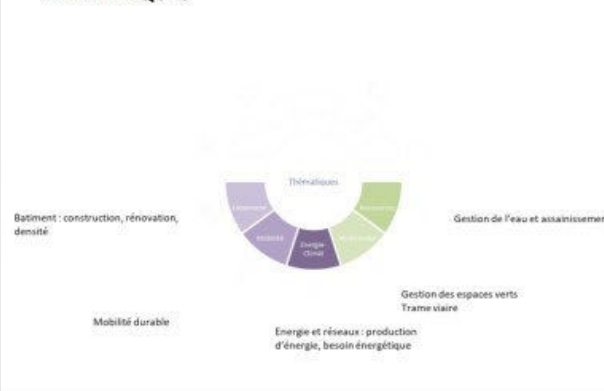 Thématiques
Energie-
Climat
Batiment : construction, rénovation,
densité
Gestion de l'eau et assainissemen
Gestion des espaces verts
Trame viaire
Mobilité durable
Energie et réseaux : production
d'énergie, besoin énergétique